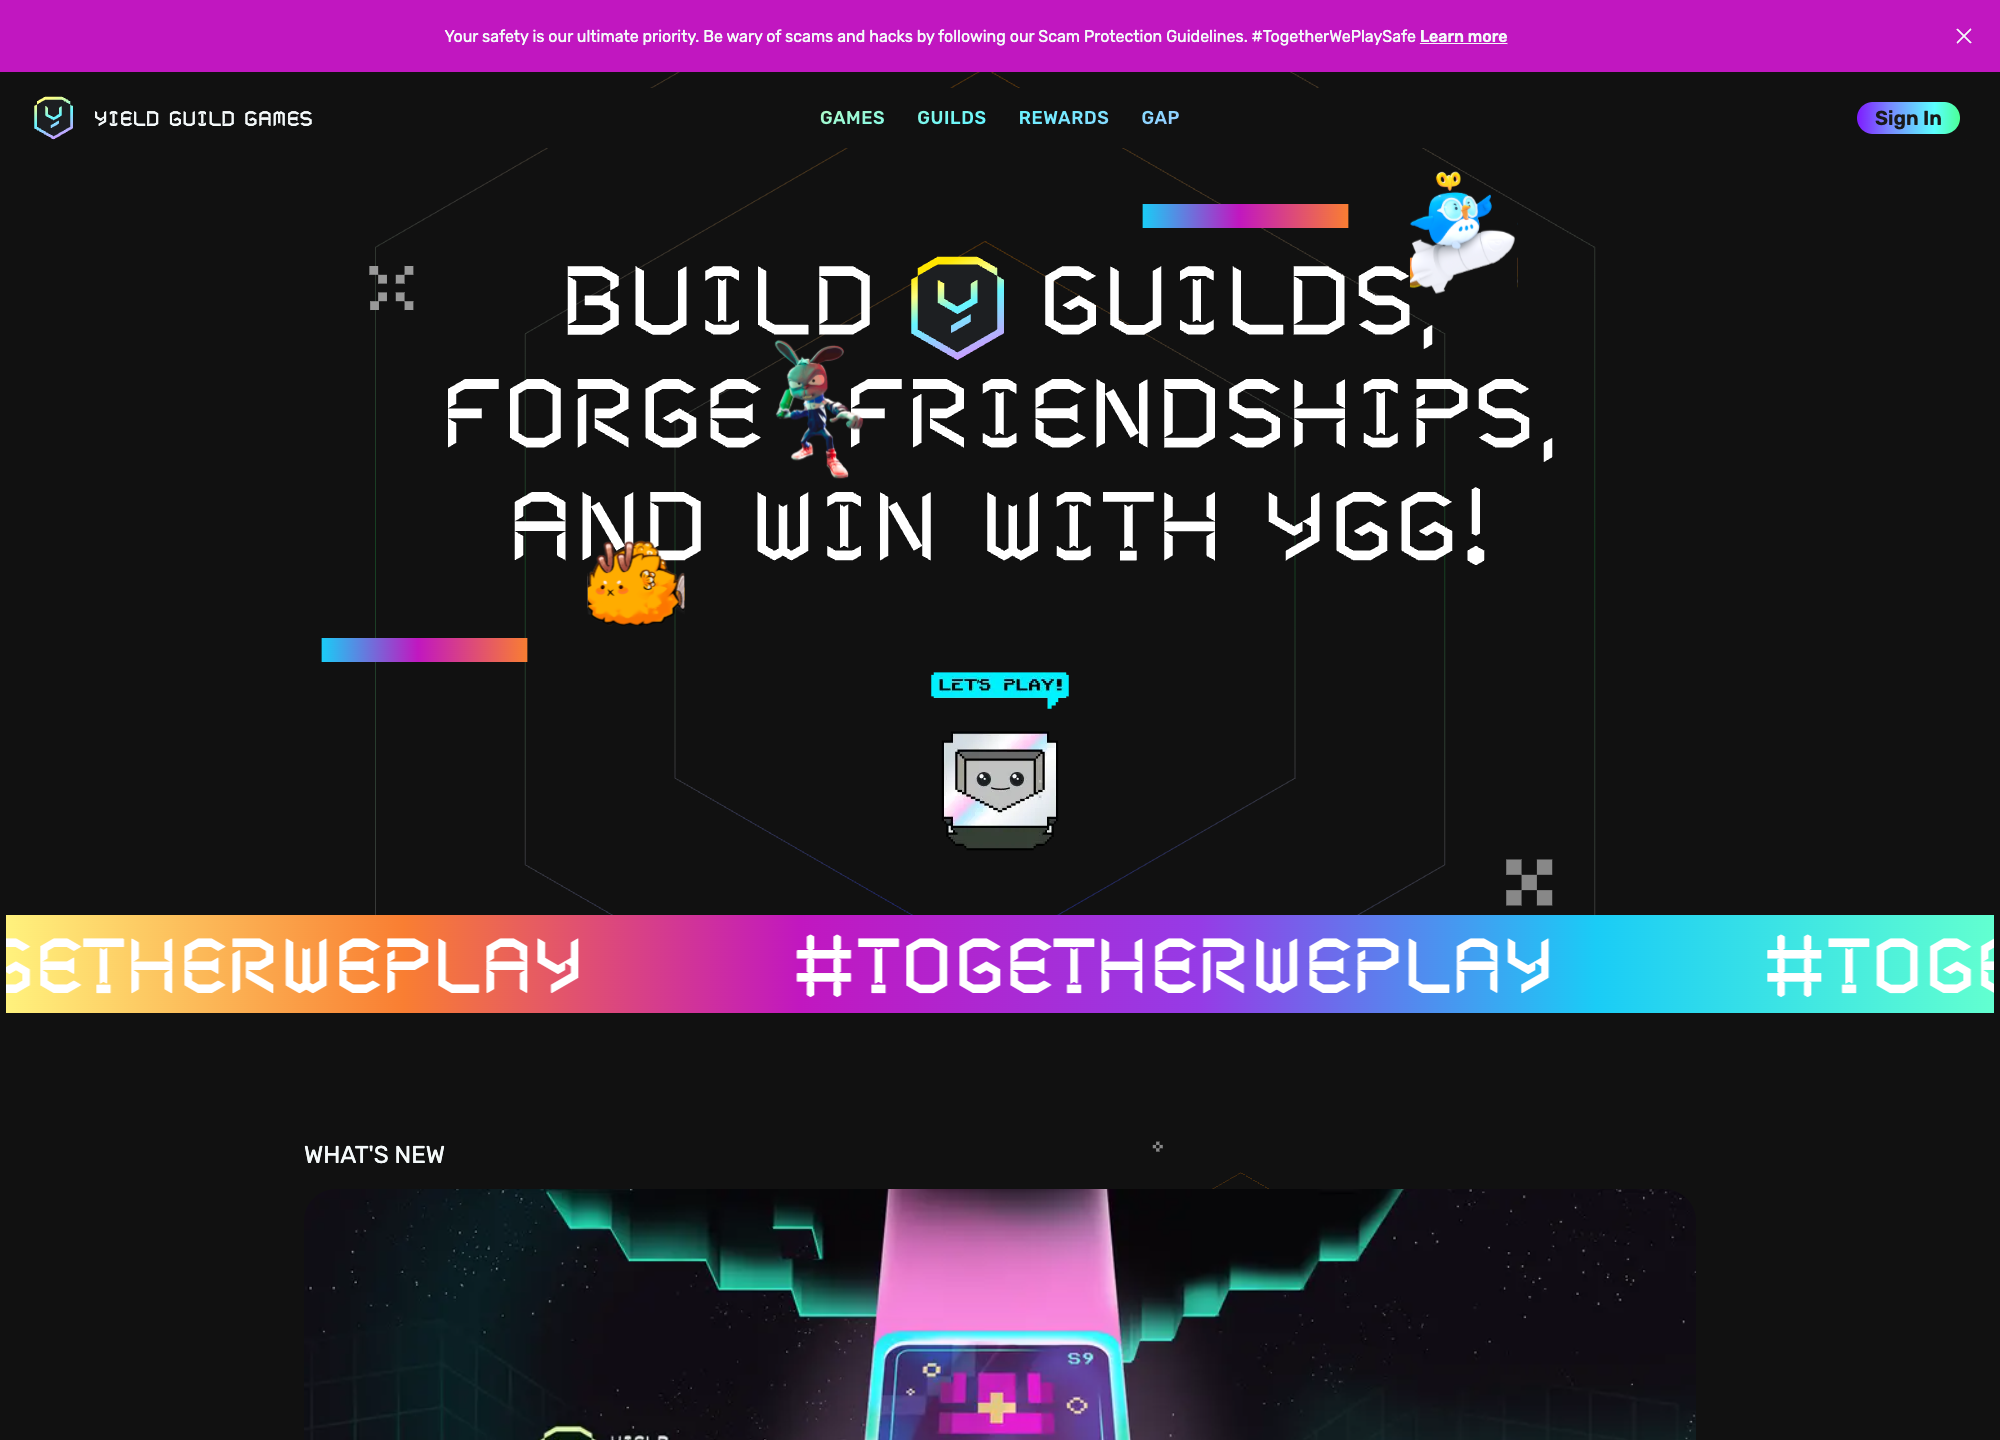 Your safety is our ultimate priority. Be wary of scams and hacks by following our Scam Protection Guidelines. #TogetherWePlaySafe Learn more
YIELD GUILD GAMES
GAMES GUILDS REWARDS GAP
Sign In
BUILD GUILDS,
FORGE FRIENDSHIPS,
AND WIN WITH YGG!
LET'S PLAY!
GETHERWEPLAY #TOGETHERWEPLAY #TOGE
WHAT'S NEW
S9